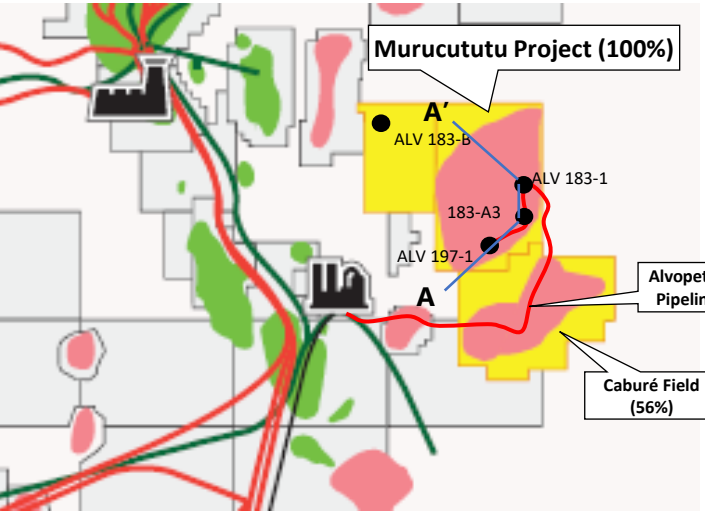 Murucututu Project (100%)
A’
ALV 183-B
ALV 183-1
183-A3
ALV 197-1
A
Alvopet
Pipelin
Caburé Field
(56%)